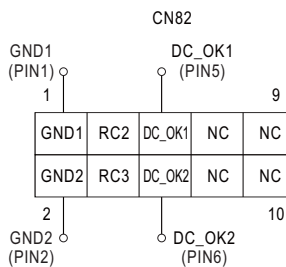 CN82
GND1 DC_OK1
(PIN1) (PIN5)
1 9
GND1 RC2 DC_OK1 NC NC
GND2 RC3 DC_OK2 NC NC
2 10
GND2 DC_OK2
(PIN2) (PIN6)